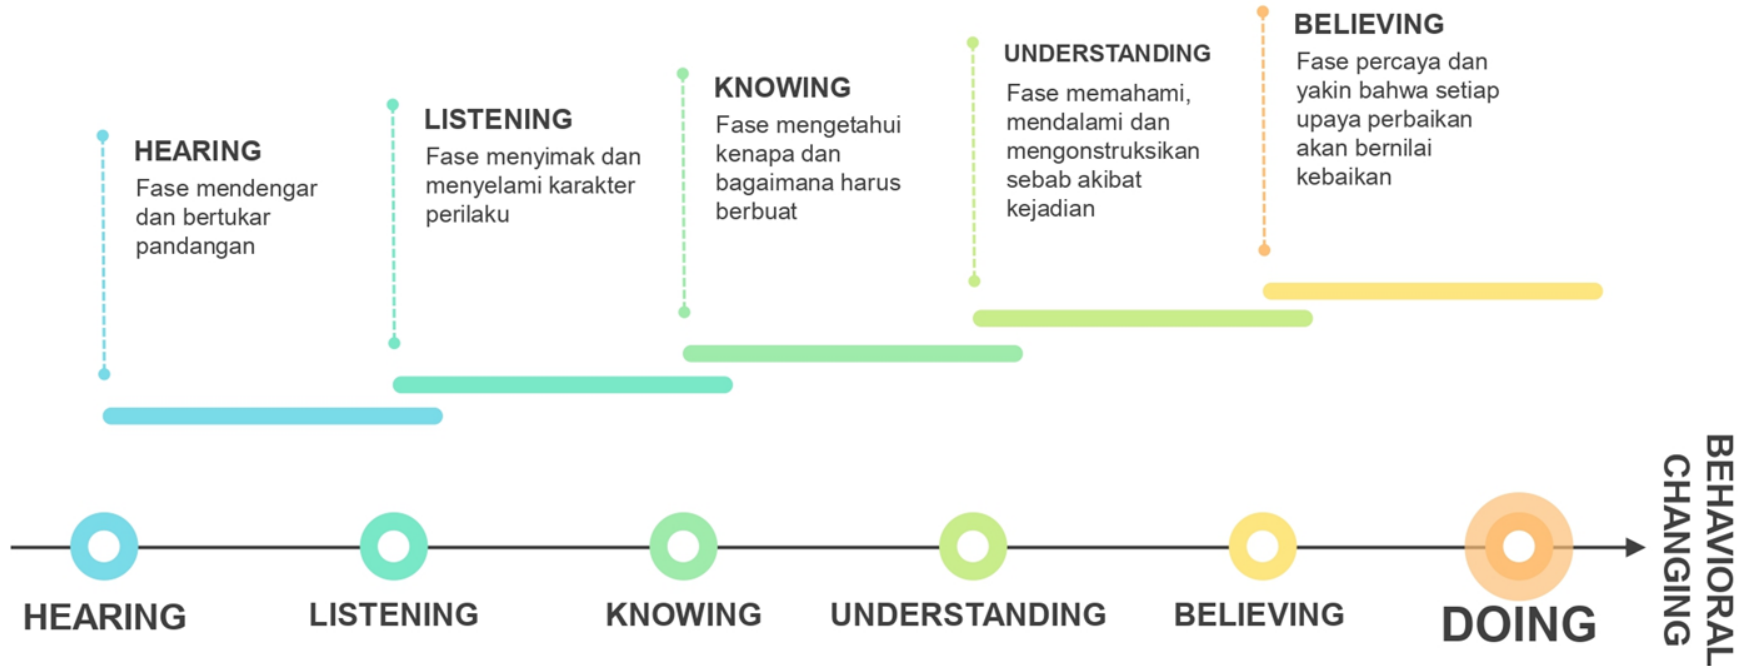 HEARING
Fase mendengar
dan bertukar
pandangan
LISTENING
Fase menyimak dan
menyelami karakter
perilaku
KNOWING
Fase mengetahui
kenapa dan
bagaimana harus
berbuat
UNDERSTANDING
Fase memahami,
mendalami dan
mengonstruksikan
sebab akibat
kejadian
BELIEVING
Fase percaya dan
yakin bahwa setiap
upaya perbaikan
akan bernilai
kebaikan
HEARING
LISTENING
KNOWING
UNDERSTANDING
BELIEVING
DOING
BEHAVIORAL
CHANGING